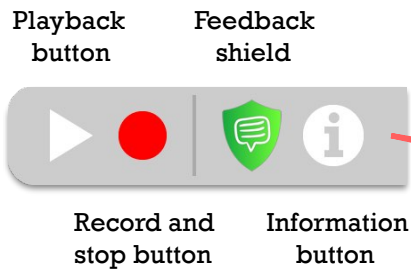 Playback
button
Feedback
shield
i
Record and
stop button
Information
button